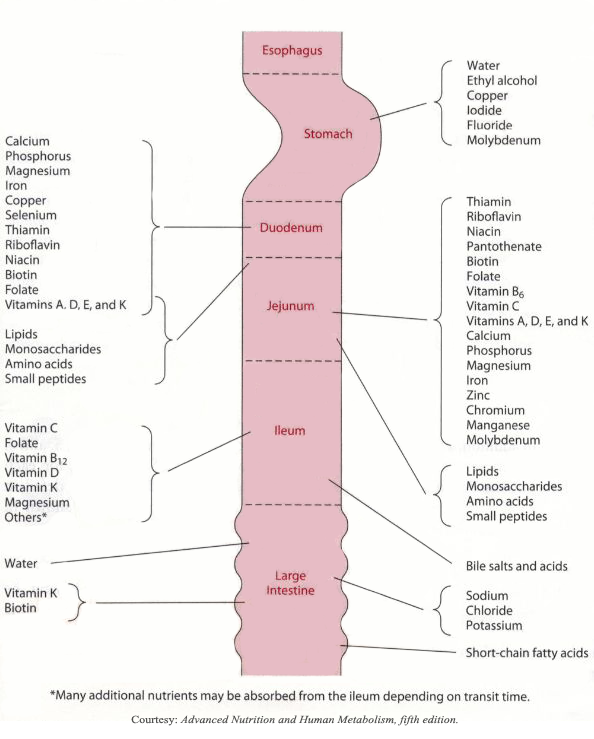 Esophagus
Stomach
Water
Ethyl alcohol
Copper
Iodide
Fluoride
Molybdenum
Calcium
Phosphorus
Magnesium
Iron
Copper
Selenium
Thiamin
Riboflavin
Niacin
Biotin
Folate
Vitamins A. D, E, and K
Lipids
Monosaccharides
Amino acids
Small peptides
Duodenum
Jejunum
Thiamin
Riboflavin
Niacin
Pantothenate
Biotin
Folate
Vitamin B6
Vitamin C
Vitamins A, D, E, and K
Calcium
Phosphorus
Magnesium
Iron
Zinc
Chromium
Manganese
Molybdenum
Lipids
Monosaccharides
Amino acids
Small peptides
Ileum
Vitamin C
Folate
Vitamin B12
Vitamin D
Vitamin K
Magnesium
Others*
Bile salts and acids
Water
Vitamin K
Biotin
Large
Intestine
Sodium
Chloride
Potassium
Short-chain fatty acids
*Many additional nutrients may be absorbed from the ileum depending on transit time.
Courtesy: Advanced Nutrition and Human Metabolism, fifth edition.